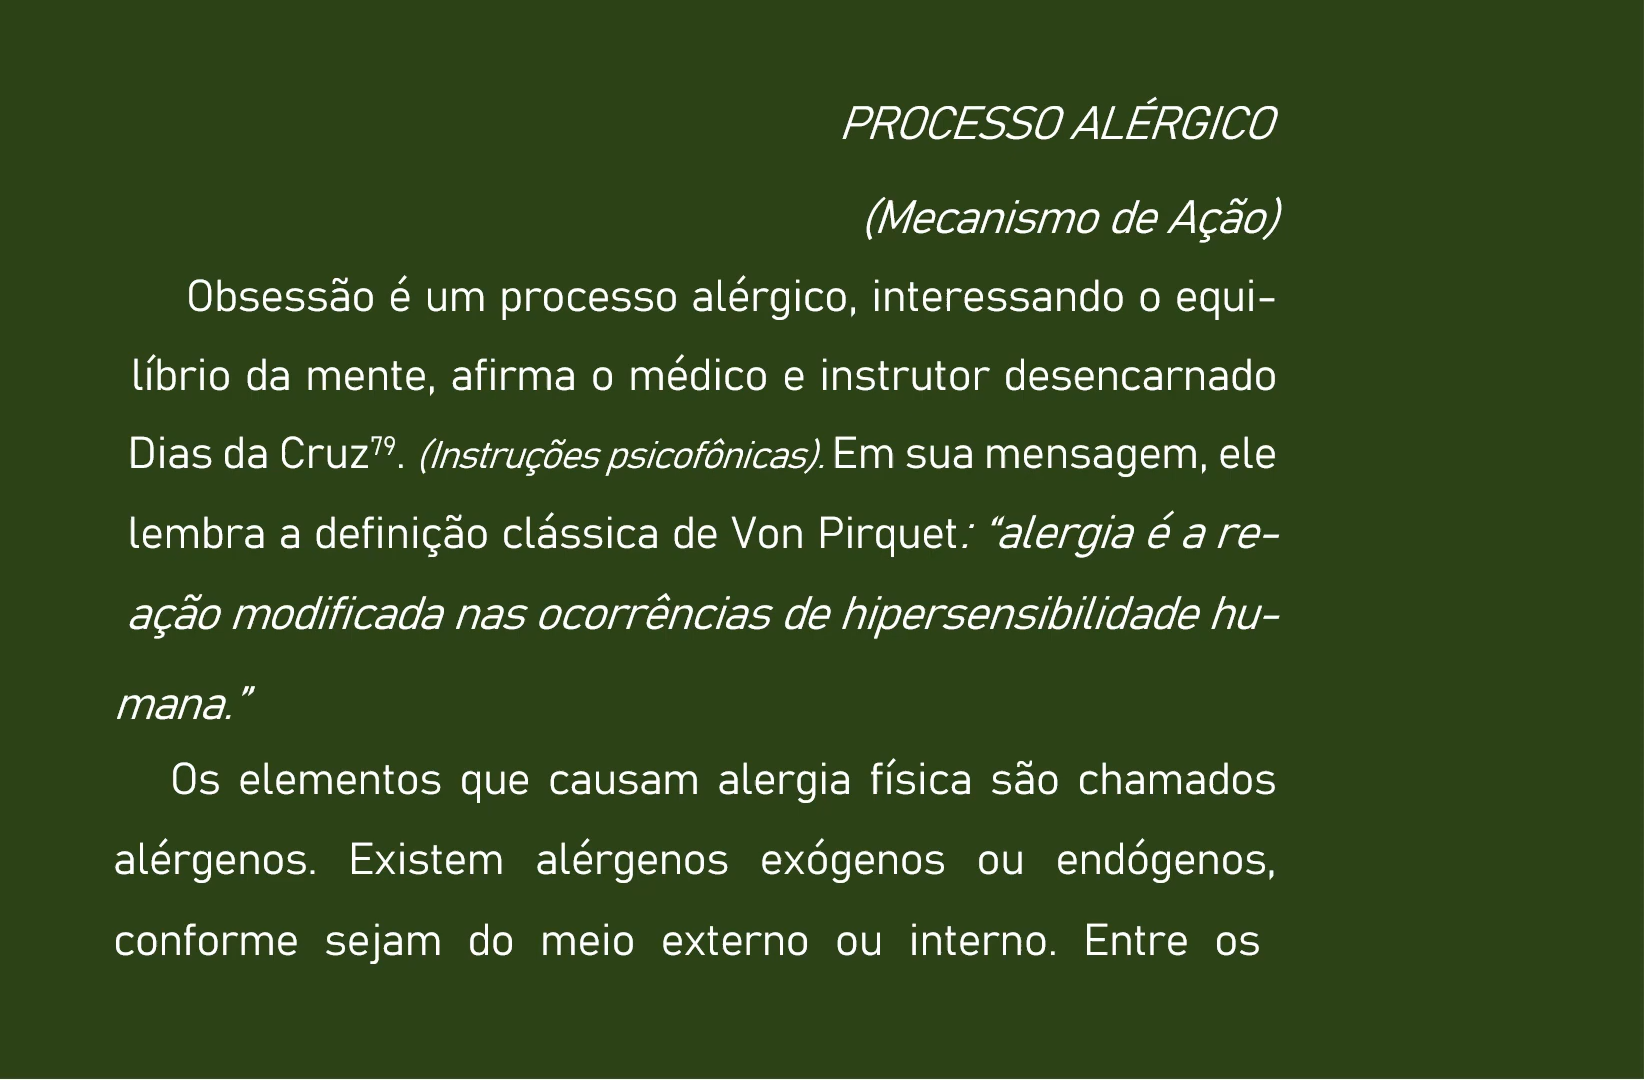 PROCESSO ALÉRGICO
(Mecanismo de Ação)
Obsessão é um processo alérgico, interessando o equi-
líbrio da mente, afirma o médico e instrutor desencarnado
Dias da Cruz⁷⁹. (Instruções psicofônicas). Em sua mensagem, ele
lembra a definição clássica de Von Pirquet: “alergia é a re-
ação modificada nas ocorrências de hipersensibilidade hu-
mana.”
Os elementos que causam alergia física são chamados
alérgenos. Existem alérgenos exógenos ou endógenos,
conforme sejam do meio externo ou interno. Entre os